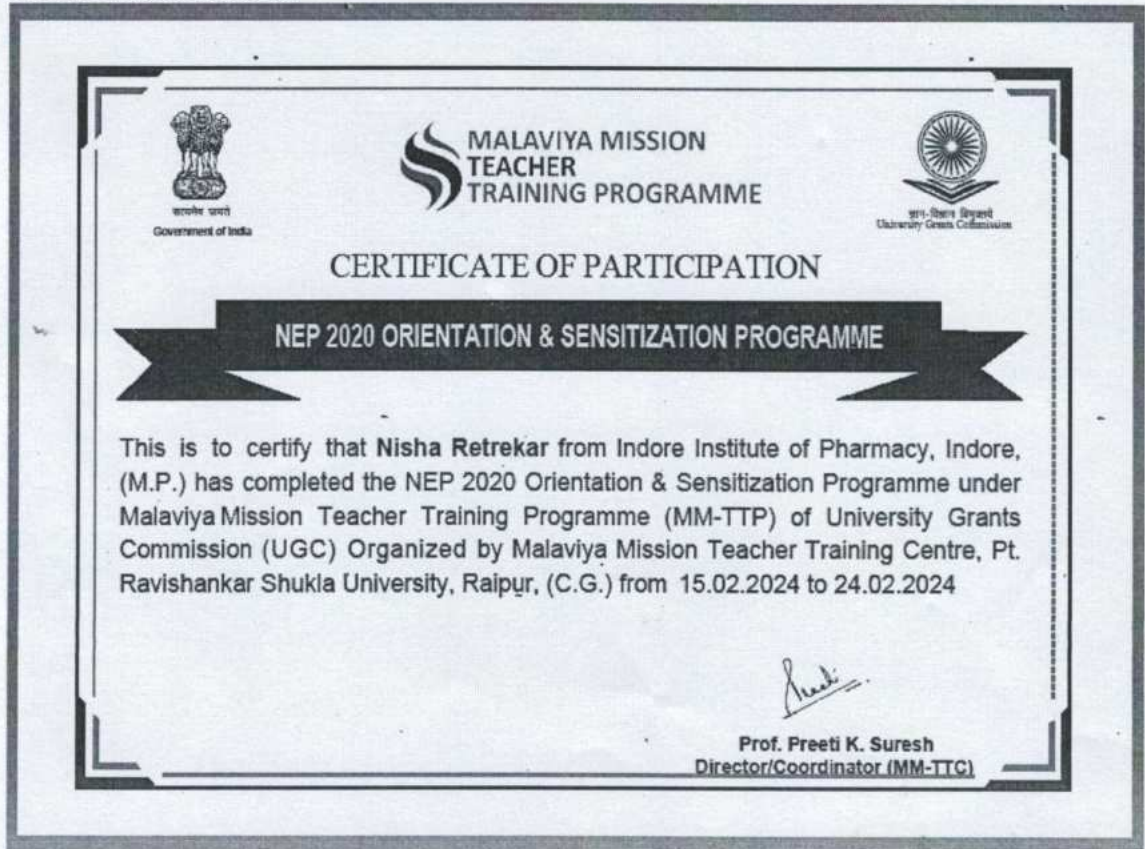 MALAVIYA MISSION
TEACHER
TRAINING PROGRAMME
सत्यमेव जयते
Government of India
ज्ञान-विज्ञान विमुक्तये
University Grants Commission
CERTIFICATE OF PARTICIPATION
NEP 2020 ORIENTATION & SENSITIZATION PROGRAMME
This is to certify that Nisha Retrekar from Indore Institute of Pharmacy, Indore,
(M.P.) has completed the NEP 2020 Orientation & Sensitization Programme under
Malaviya Mission Teacher Training Programme (MM-TTP) of University Grants
Commission (UGC) Organized by Malaviya Mission Teacher Training Centre, Pt.
Ravishankar Shukla University, Raipur, (C.G.) from 15.02.2024 to 24.02.2024
Preeti
Prof. Preeti K. Suresh
Director/Coordinator (MM-TTC)